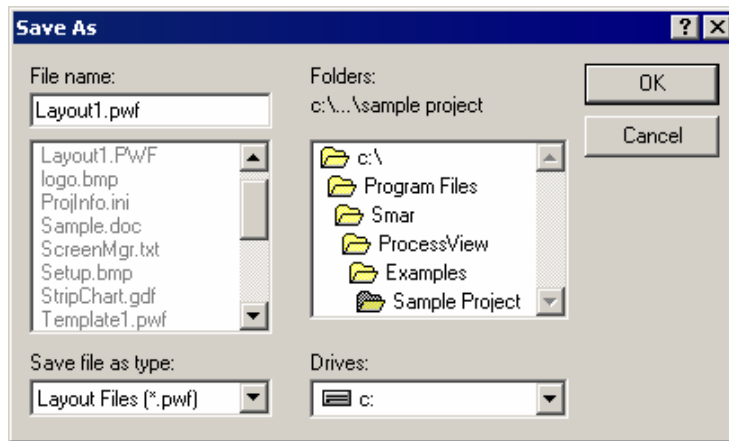 Save As
File name:
Layout1.pwf
Layout1.PWF
logo.bmp
ProjInfo.ini
Sample.doc
ScreenMgr.txt
Setup.bmp
StripChart.gdf
Template1.pwf
Save file as type:
Layout Files (*.pwf)
Folders:
c:\...\sample project
c:\
Program Files
Smar
ProcessView
Examples
Sample Project
Drives:
c:
OK
Cancel